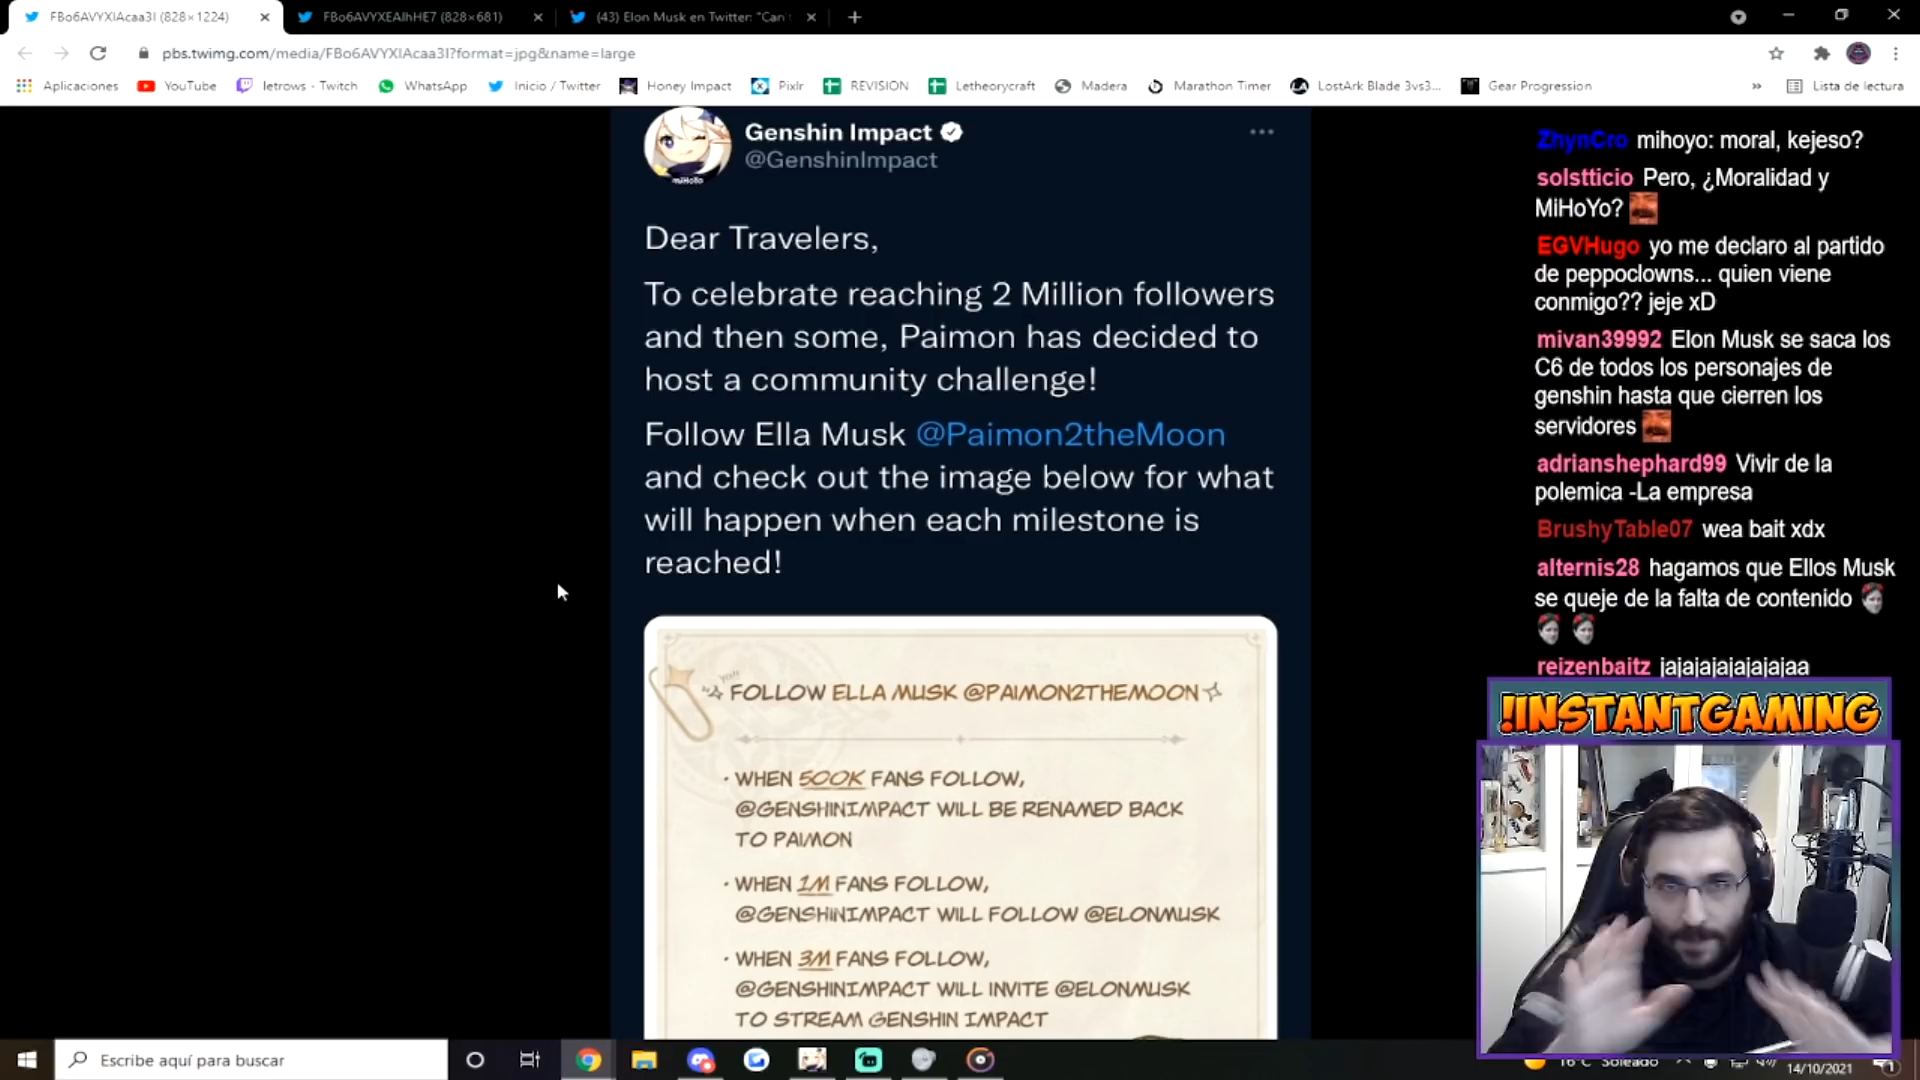 FBo6AVYXIAcaa3I (828×1224)
FBo6AVYXEAIhHE7 (828×681)
(43) Elon Musk en Twitter: "Can't
pbs.twimg.com/media/FBo6AVYXIAcaa3I?format=jpg&name=large
Aplicaciones YouTube letrows - Twitch WhatsApp Inicio / Twitter Honey Impact Pixlr REVISION Letheorycraft Madera Marathon Timer LostArk Blade 3vs3... Gear Progression » Lista de lectura
Genshin Impact
@GenshinImpact
miHoYo
Dear Travelers,
To celebrate reaching 2 Million followers
and then some, Paimon has decided to
host a community challenge!
Follow Ella Musk @Paimon2theMoon
and check out the image below for what
will happen when each milestone is
reached!
FOLLOW ELLA MUSK @PAIMON2THEMOON
· WHEN 500K FANS FOLLOW,
@GENSHINIMPACT WILL BE RENAMED BACK
TO PAIMON
· WHEN 1M FANS FOLLOW,
@GENSHINIMPACT WILL FOLLOW @ELONMUSK
· WHEN 3M FANS FOLLOW,
@GENSHINIMPACT WILL INVITE @ELONMUSK
TO STREAM GENSHIN IMPACT
ZhynCro mihoyo: moral, kejeso?
solstticio Pero, ¿Moralidad y
MiHoYo?
EGVHugo yo me declaro al partido
de peppoclowns... quien viene
conmigo?? jeje xD
mivan39992 Elon Musk se saca los
C6 de todos los personajes de
genshin hasta que cierren los
servidores
adrianshephard99 Vivir de la
polemica -La empresa
BrushyTable07 wea bait xdx
alternis28 hagamos que Ellos Musk
se queje de la falta de contenido
reizenbaitz jajajajajajajaa
!INSTANTGAMING
Escribe aquí para buscar
16°C Soleado
14/10/2021